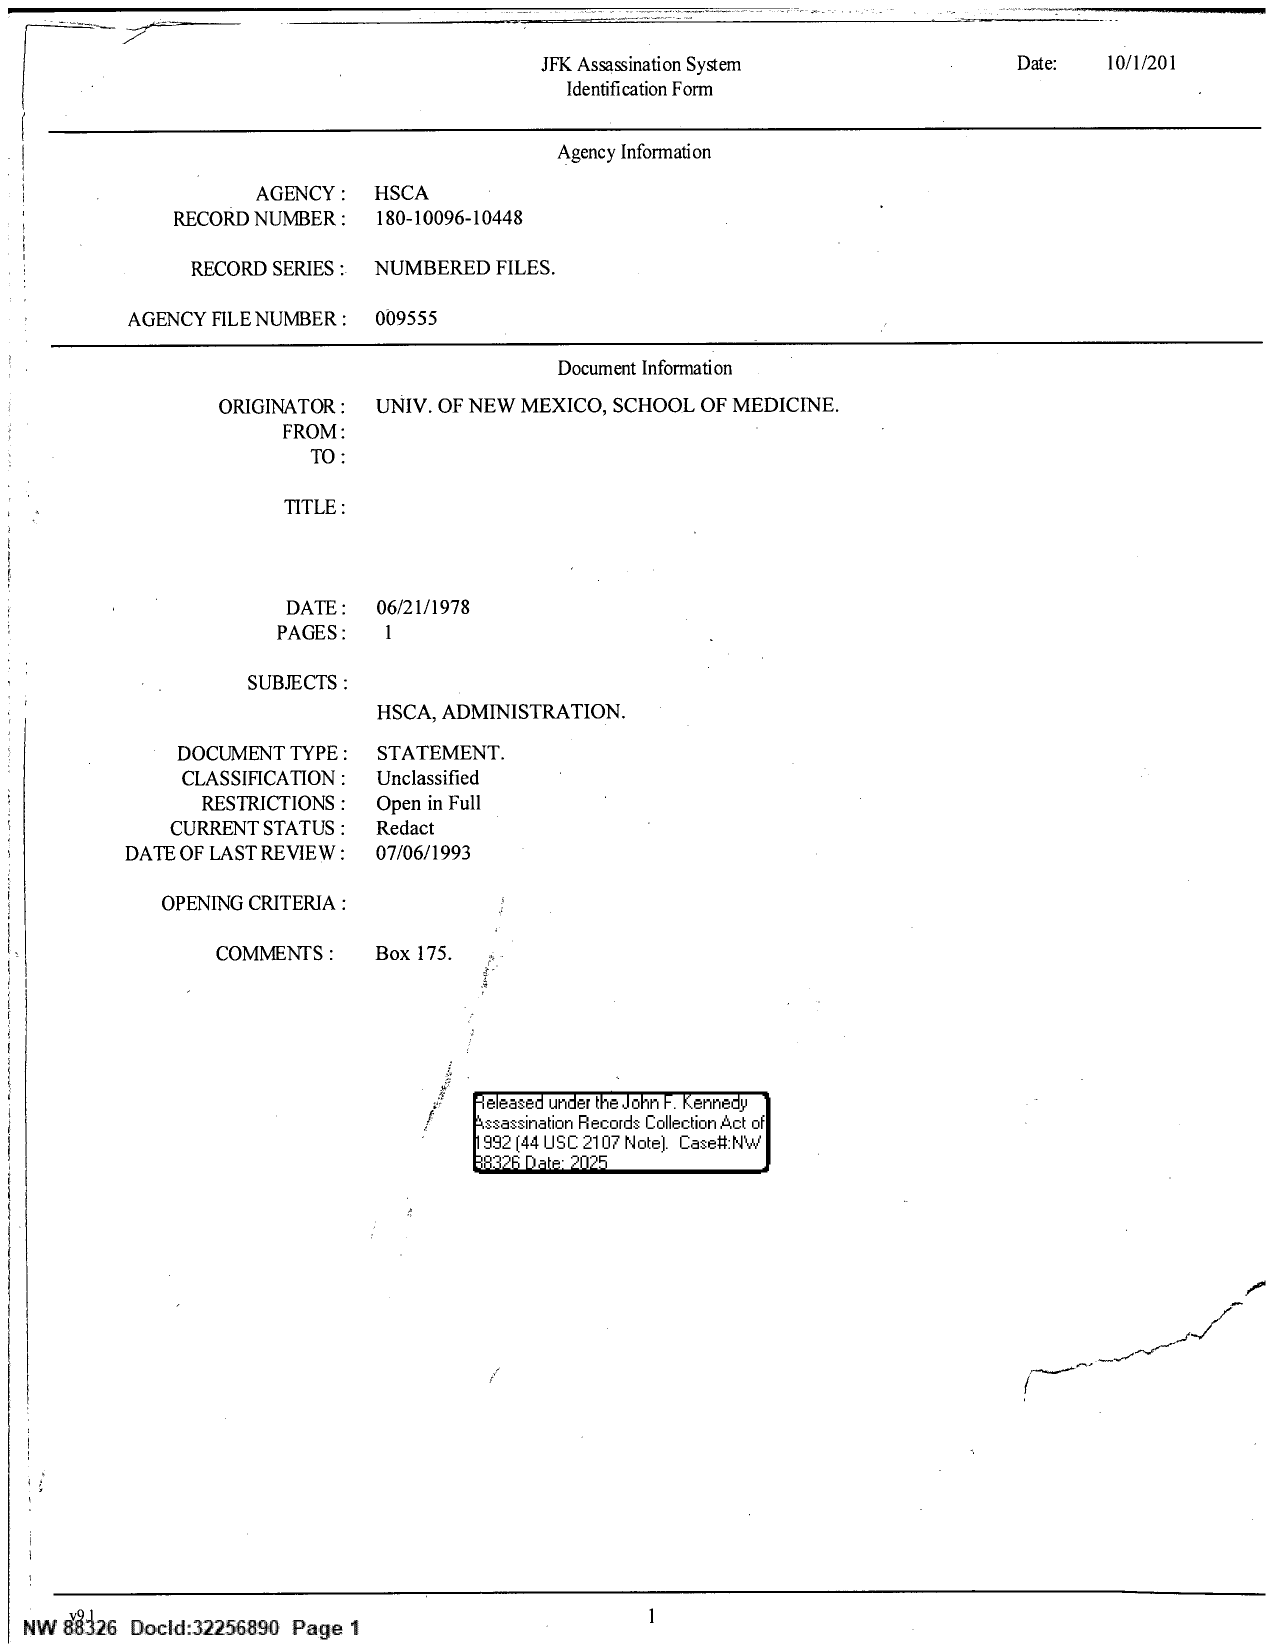 JFK Assassination System
Identification Form
Date: 10/1/201
Agency Information
AGENCY : HSCA
RECORD NUMBER : 180-10096-10448
RECORD SERIES : NUMBERED FILES.
AGENCY FILE NUMBER : 009555
Document Information
ORIGINATOR : UNIV. OF NEW MEXICO, SCHOOL OF MEDICINE.
FROM :
TO :
TITLE :
DATE : 06/21/1978
PAGES : 1
SUBJECTS :
HSCA, ADMINISTRATION.
DOCUMENT TYPE : STATEMENT.
CLASSIFICATION : Unclassified
RESTRICTIONS : Open in Full
CURRENT STATUS : Redact
DATE OF LAST REVIEW : 07/06/1993
OPENING CRITERIA :
COMMENTS : Box 175.
Released under the John F. Kennedy
Assassination Records Collection Act of
1992 (44 USC 2107 Note). Case#:NW
88326 Date: 2025
v9.1
1
NW 88326 DocId:32256890 Page 1